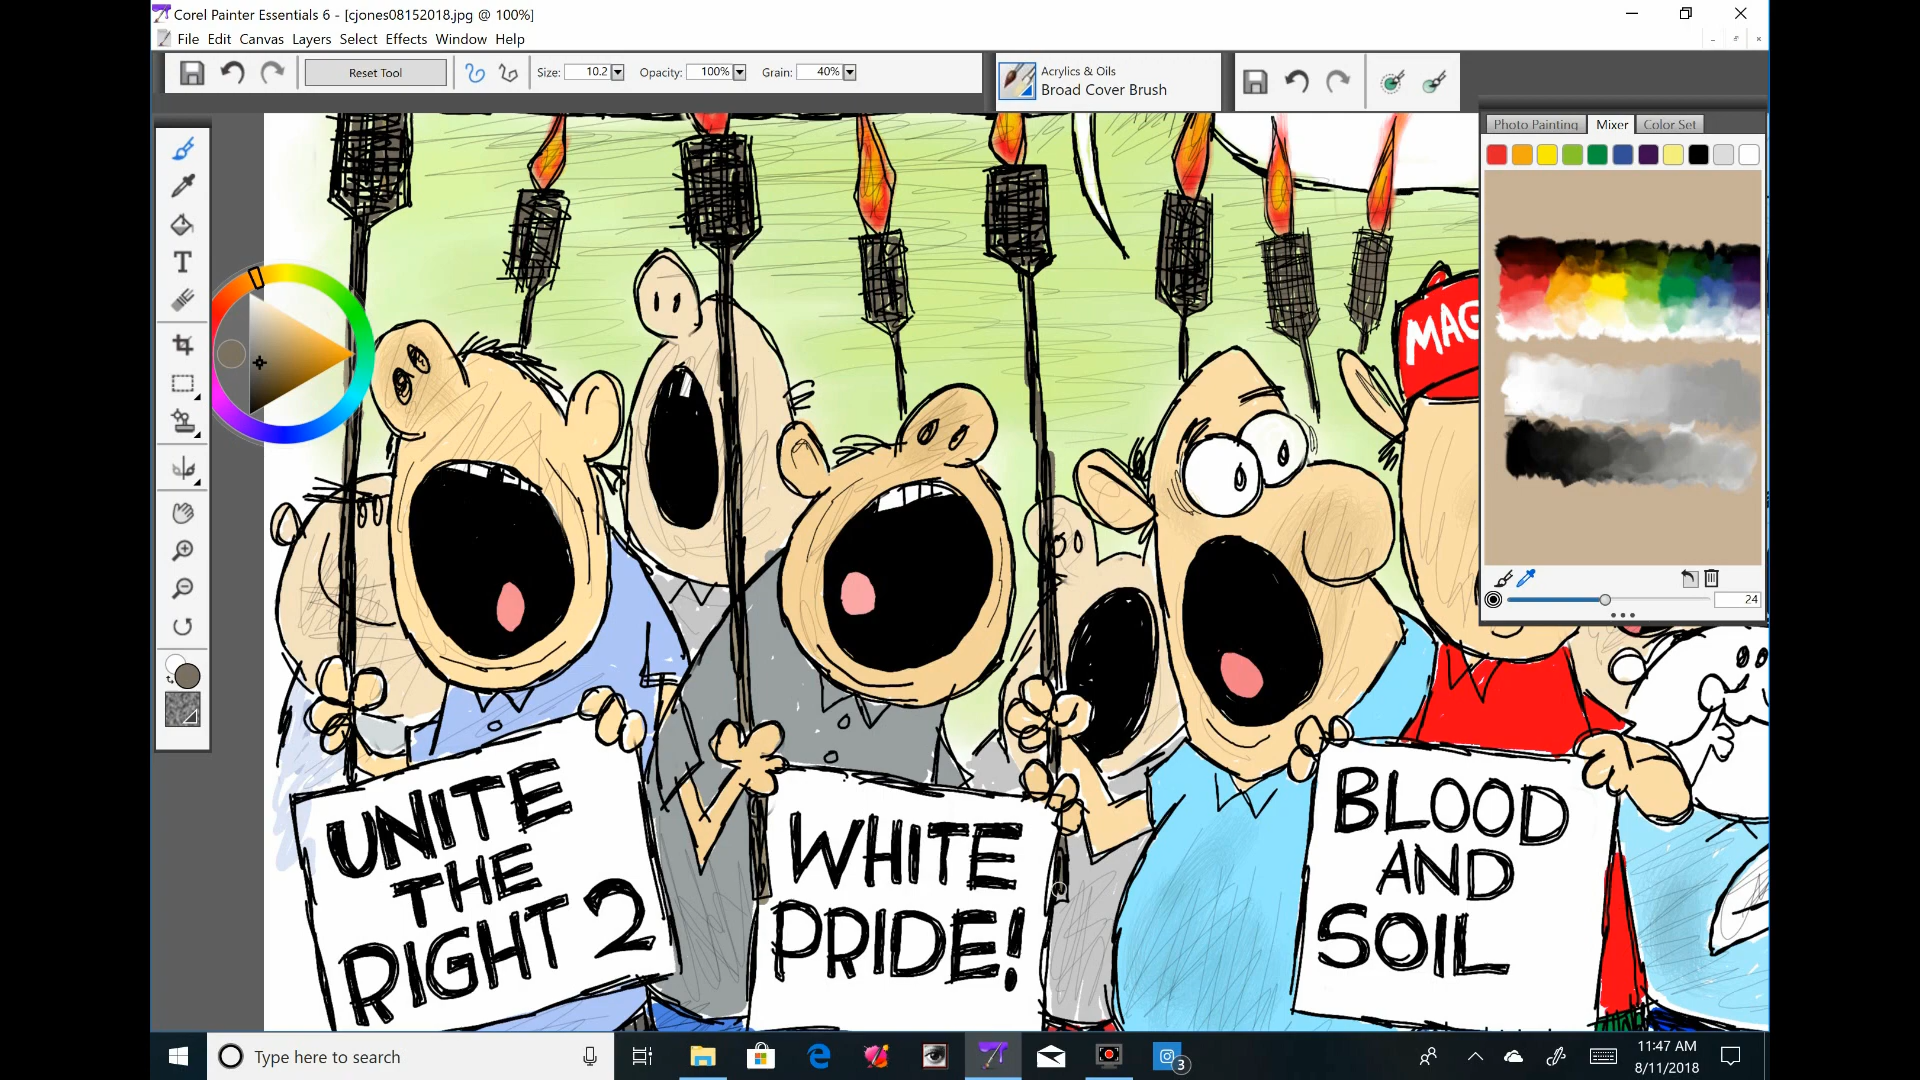 Corel Painter Essentials 6 - [cjones08152018.jpg @ 100%]
File Edit Canvas Layers Select Effects Window Help
Reset Tool
Size: 10.2
Opacity: 100%
Grain: 40%
Acrylics & Oils
Broad Cover Brush
Photo Painting
Mixer
Color Set
24
MAG
UNITE
THE
RIGHT 2
WHITE
PRIDE!
BLOOD
AND
SOIL
Type here to search
3
11:47 AM
8/11/2018